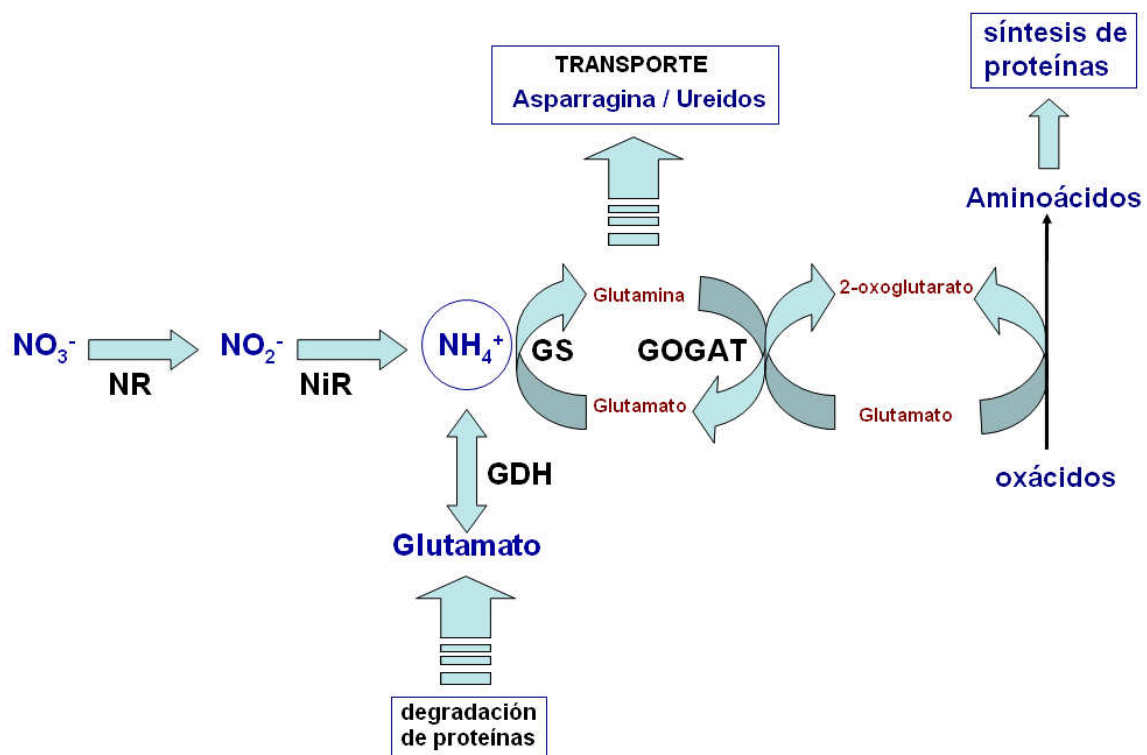 síntesis de
proteínas
TRANSPORTE
Asparragina / Ureidos
Aminoácidos
Glutamina
2-oxoglutarato
NO₃⁻
NO₂⁻
NH₄⁺
GS
GOGAT
NR
NiR
Glutamato
Glutamato
GDH
oxácidos
Glutamato
degradación
de proteínas